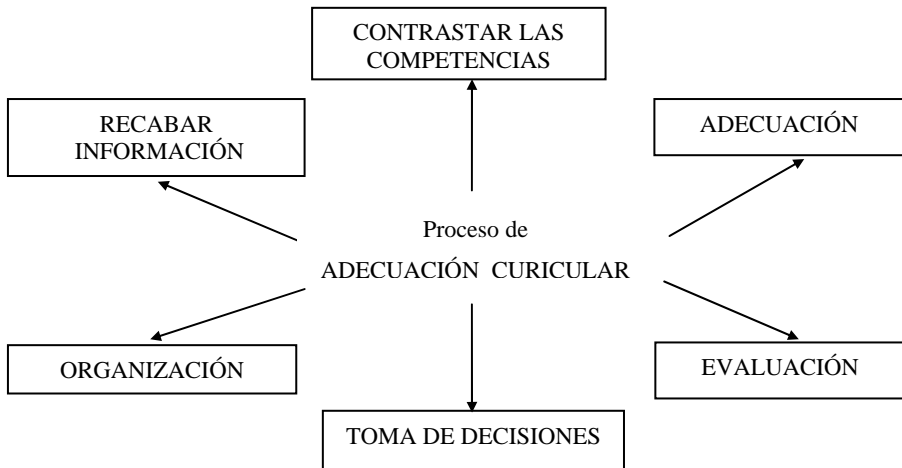 CONTRASTAR LAS
COMPETENCIAS
RECABAR
INFORMACIÓN
ADECUACIÓN
Proceso de
ADECUACIÓN CURICULAR
ORGANIZACIÓN
EVALUACIÓN
TOMA DE DECISIONES